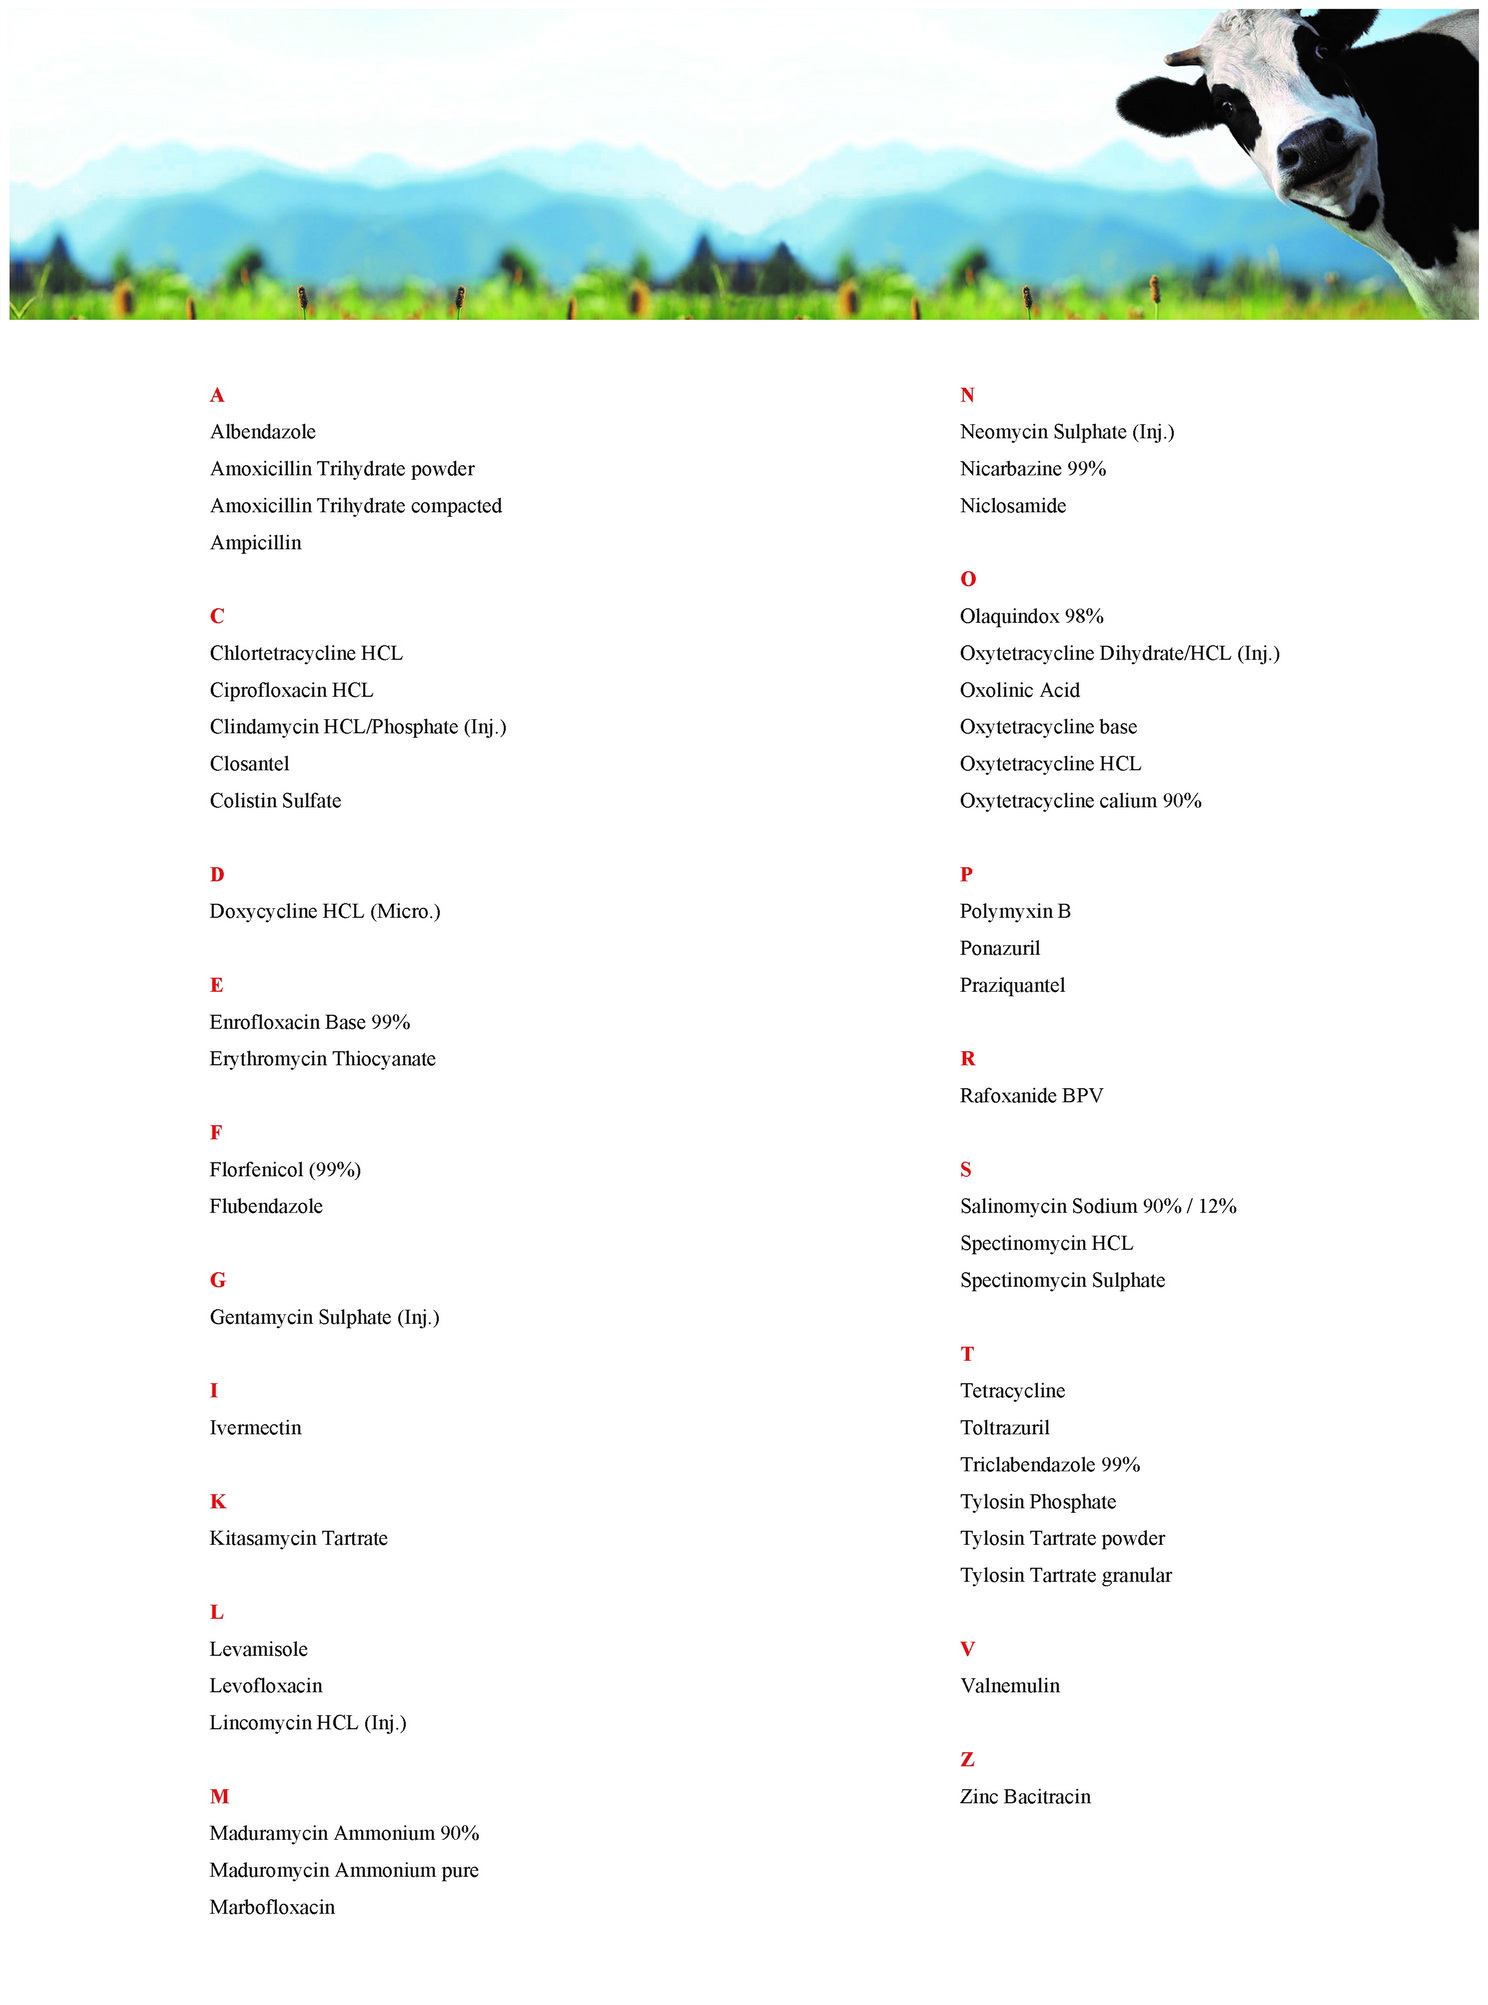 A
Albendazole
Amoxicillin Trihydrate powder
Amoxicillin Trihydrate compacted
Ampicillin
C
Chlortetracycline HCL
Ciprofloxacin HCL
Clindamycin HCL/Phosphate (Inj.)
Closantel
Colistin Sulfate
D
Doxycycline HCL (Micro.)
E
Enrofloxacin Base 99%
Erythromycin Thiocyanate
F
Florfenicol (99%)
Flubendazole
G
Gentamycin Sulphate (Inj.)
I
Ivermectin
K
Kitasamycin Tartrate
L
Levamisole
Levofloxacin
Lincomycin HCL (Inj.)
M
Maduramycin Ammonium 90%
Maduromycin Ammonium pure
Marbofloxacin
N
Neomycin Sulphate (Inj.)
Nicarbazine 99%
Niclosamide
O
Olaquindox 98%
Oxytetracycline Dihydrate/HCL (Inj.)
Oxolinic Acid
Oxytetracycline base
Oxytetracycline HCL
Oxytetracycline calium 90%
P
Polymyxin B
Ponazuril
Praziquantel
R
Rafoxanide BPV
S
Salinomycin Sodium 90% / 12%
Spectinomycin HCL
Spectinomycin Sulphate
T
Tetracycline
Toltrazuril
Triclabendazole 99%
Tylosin Phosphate
Tylosin Tartrate powder
Tylosin Tartrate granular
V
Valnemulin
Z
Zinc Bacitracin